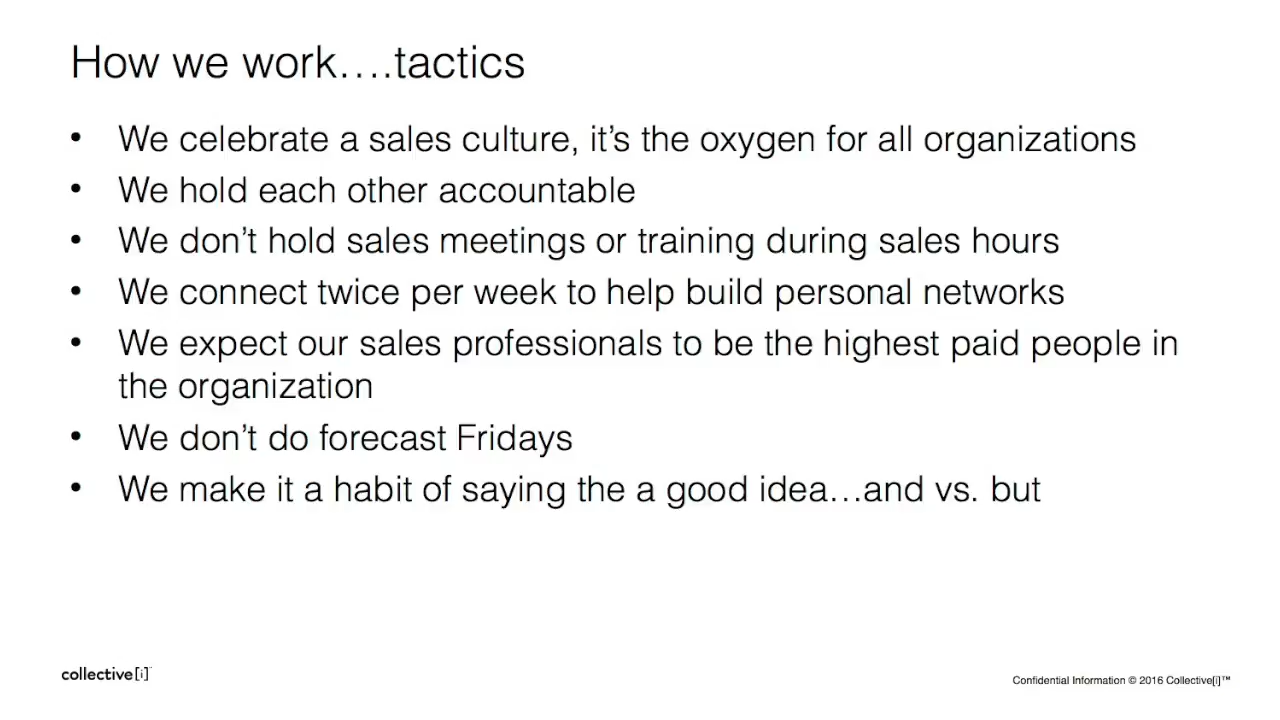 How we work….tactics
• We celebrate a sales culture, it’s the oxygen for all organizations
• We hold each other accountable
• We don’t hold sales meetings or training during sales hours
• We connect twice per week to help build personal networks
• We expect our sales professionals to be the highest paid people in
the organization
• We don’t do forecast Fridays
• We make it a habit of saying the a good idea…and vs. but
collective[i]™
Confidential Information © 2016 Collective[i]™